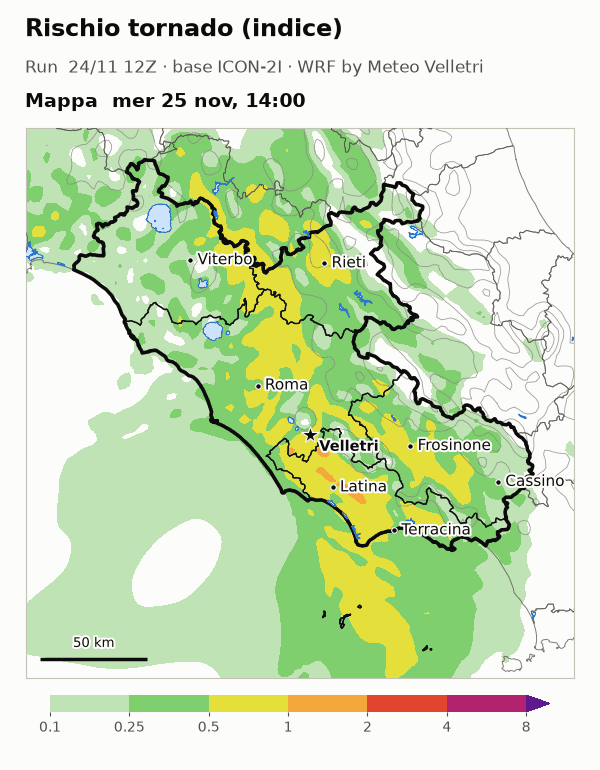 Rischio tornado (indice)
Run  24/11 12Z · base ICON-2I · WRF by Meteo Velletri
Mappa  mer 25 nov, 14:00
Viterbo
Rieti
Roma
Velletri
Frosinone
Latina
Cassino
Terracina
50 km
0.1 0.25 0.5 1 2 4 8